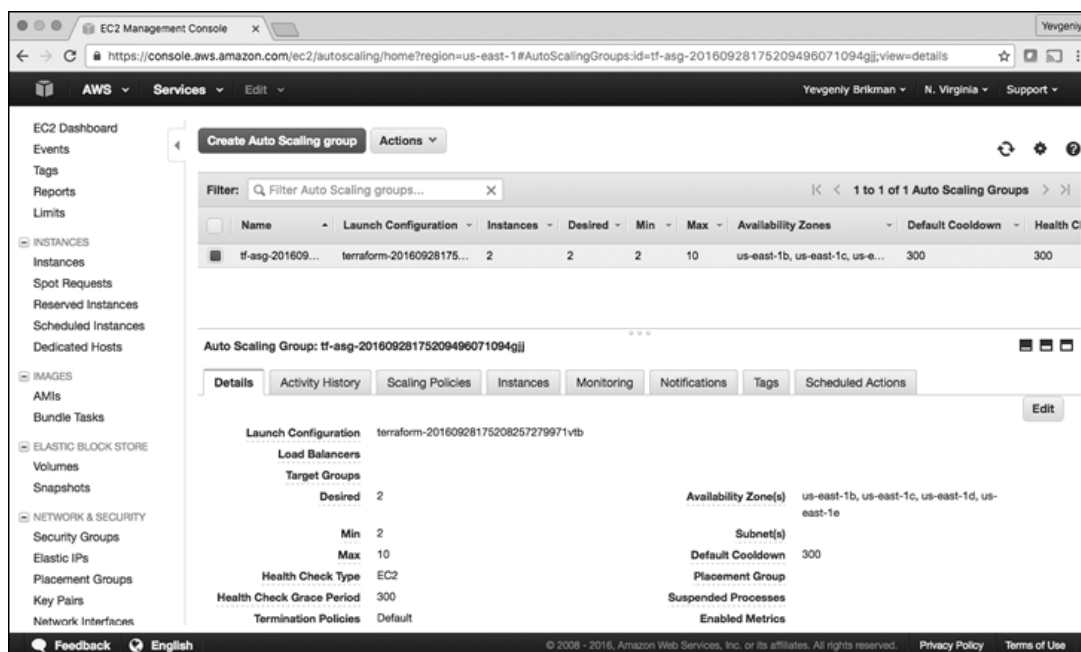 EC2 Management Console
Yevgeniy
https://console.aws.amazon.com/ec2/autoscaling/home?region=us-east-1#AutoScalingGroups:id=tf-asg-20160928175209496071094gjj;view=details
AWS Services Edit Yevgeniy Brikman N. Virginia Support
EC2 Dashboard
Events
Tags
Reports
Limits
INSTANCES
Instances
Spot Requests
Reserved Instances
Scheduled Instances
Dedicated Hosts
IMAGES
AMIs
Bundle Tasks
ELASTIC BLOCK STORE
Volumes
Snapshots
NETWORK & SECURITY
Security Groups
Elastic IPs
Placement Groups
Key Pairs
Network Interfaces
Create Auto Scaling group Actions
Filter: Filter Auto Scaling groups... 1 to 1 of 1 Auto Scaling Groups
Name Launch Configuration Instances Desired Min Max Availability Zones Default Cooldown Health C
tf-asg-201609... terraform-20160928175... 2 2 2 10 us-east-1b, us-east-1c, us-e... 300 300
Auto Scaling Group: tf-asg-20160928175209496071094gjj
Details Activity History Scaling Policies Instances Monitoring Notifications Tags Scheduled Actions
Edit
Launch Configuration terraform-20160928175208257279971vtb
Load Balancers
Target Groups
Desired 2 Availability Zone(s) us-east-1b, us-east-1c, us-east-1d, us-
east-1e
Min 2 Subnet(s)
Max 10 Default Cooldown 300
Health Check Type EC2 Placement Group
Health Check Grace Period 300 Suspended Processes
Termination Policies Default Enabled Metrics
Feedback English © 2008 - 2016, Amazon Web Services, Inc. or its affiliates. All rights reserved. Privacy Policy Terms of Use